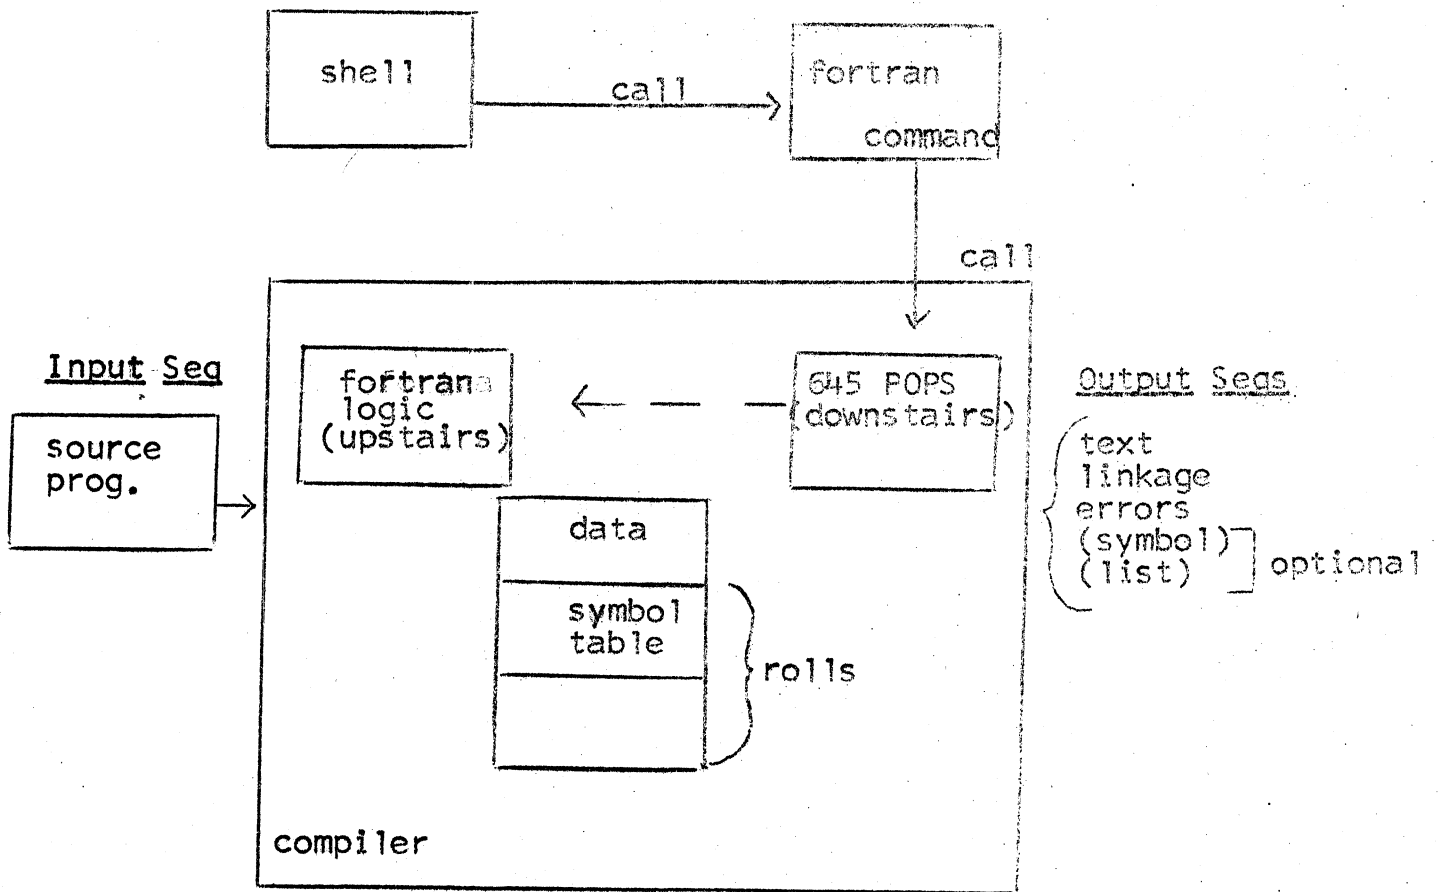 shell
call
fortran
command
call
Input Seg
source
prog.
fortran
logic
(upstairs)
645 POPS
(downstairs)
data
symbol
table
rolls
compiler
Output Segs
text
linkage
errors
(symbol)
(list)
optional